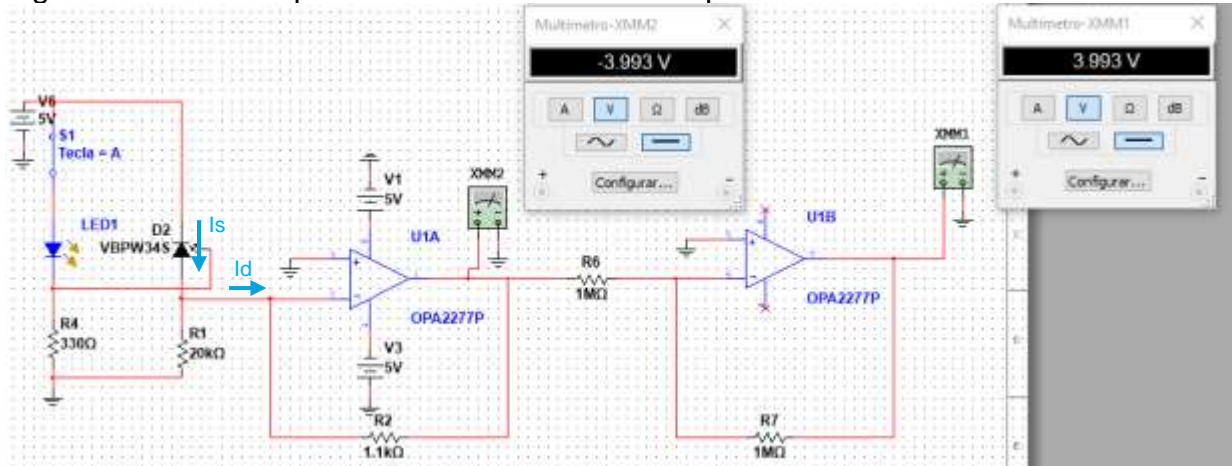 Multimetro-XMM2
-3.993 V
A
V
Ω
dB
+
Configurar...
-
Multimetro-XMM1
3.993 V
A
V
Ω
dB
+
Configurar...
-
V6
5V
S1
Tecla = A
LED1
D2
VBPW34S
Is
Id
R4
330Ω
R1
20kΩ
V1
5V
U1A
OPA2277P
V3
5V
R2
1.1kΩ
XMM2
R6
1MΩ
U1B
OPA2277P
R7
1MΩ
XMM1